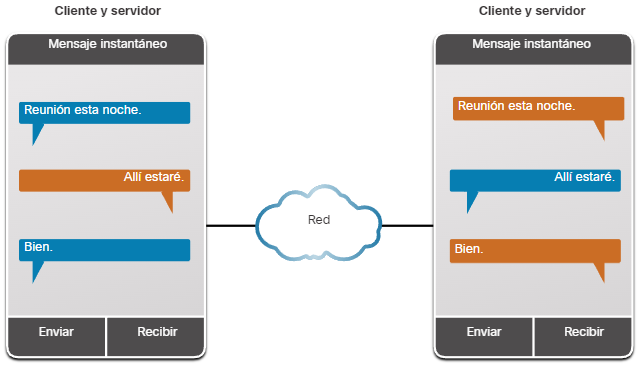 Cliente y servidor
Mensaje instantáneo
Reunión esta noche.
Allí estaré.
Bien.
Enviar
Recibir
Red
Cliente y servidor
Mensaje instantáneo
Reunión esta noche.
Allí estaré.
Bien.
Enviar
Recibir